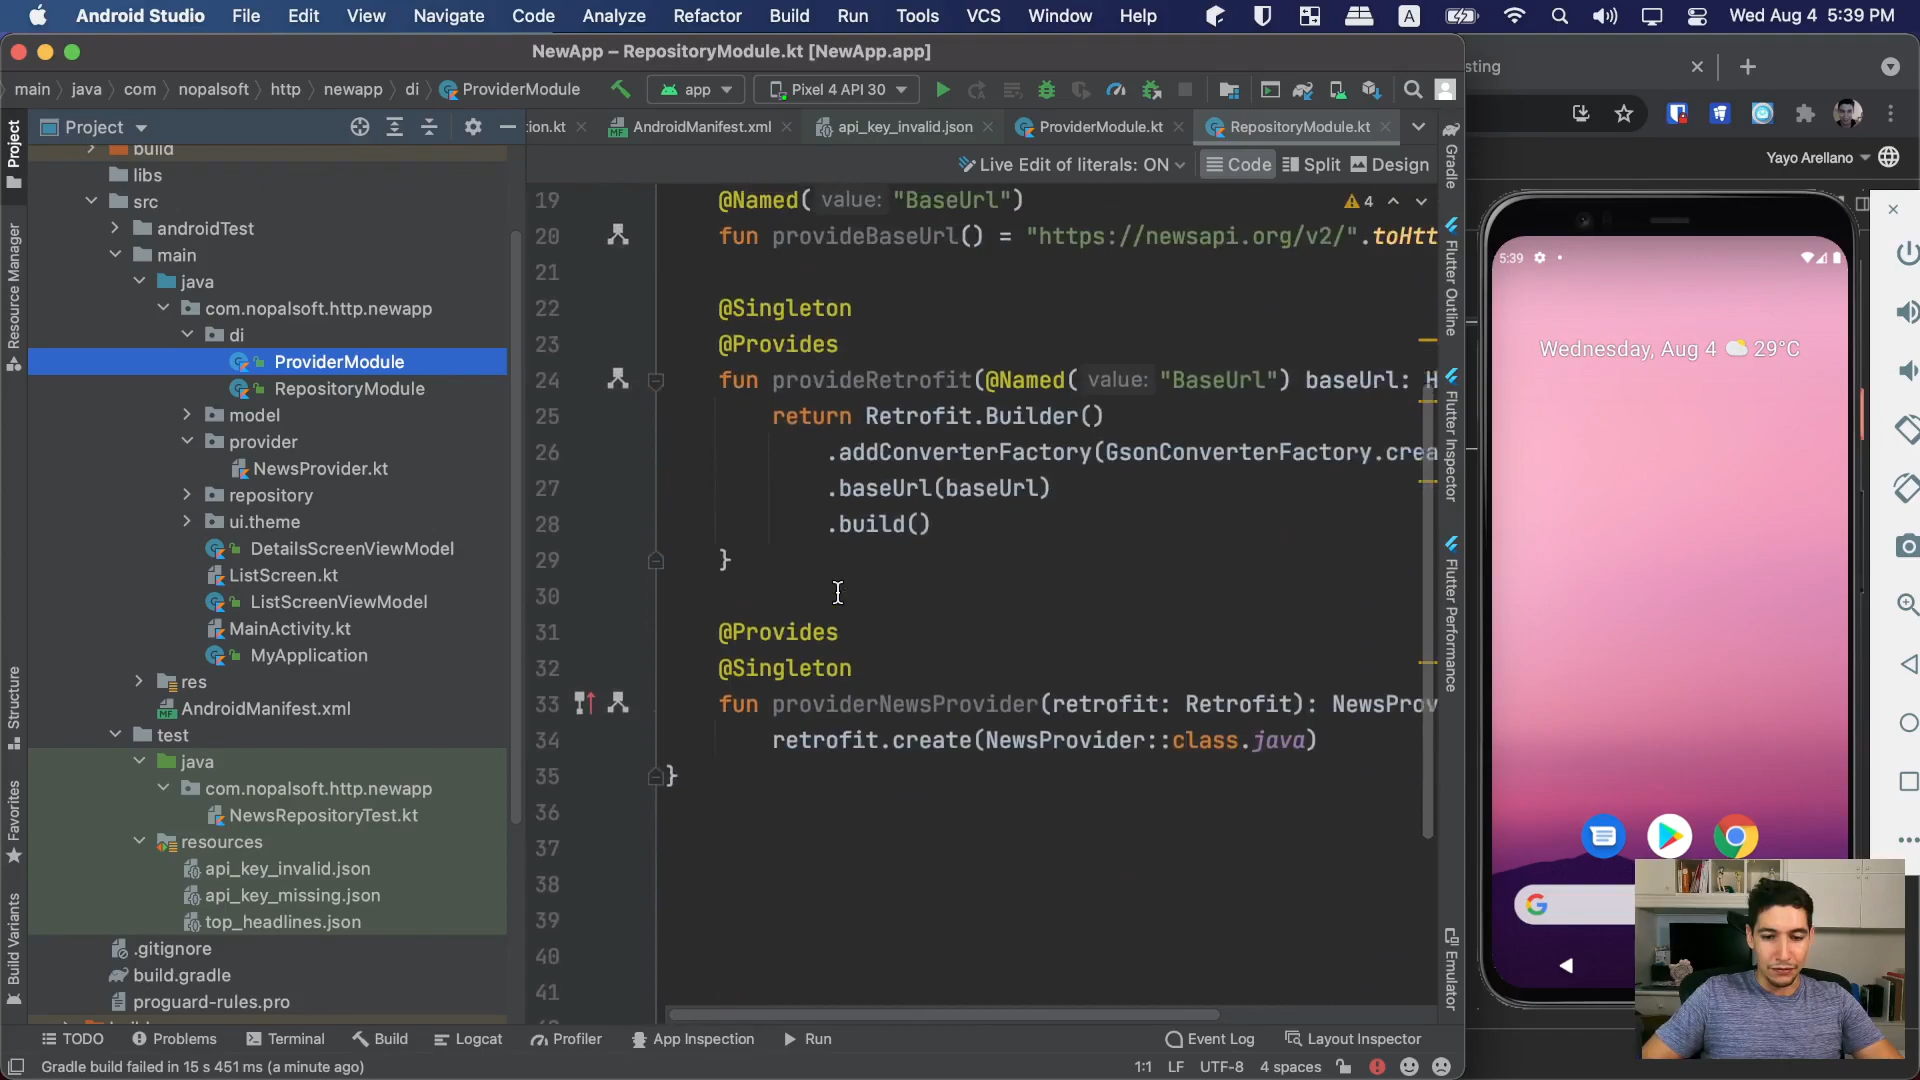 Android Studio File Edit View Navigate Code Analyze Refactor Build Run Tools VCS Window Help A Wed Aug 4 5:39 PM
NewApp – RepositoryModule.kt [NewApp.app]
sting
main java com nopalsoft http newapp di ProviderModule app Pixel 4 API 30
Project tion.kt AndroidManifest.xml api_key_invalid.json ProviderModule.kt RepositoryModule.kt
Live Edit of literals: ON Code Split Design
Yayo Arellano
build
libs
src
androidTest
main
java
com.nopalsoft.http.newapp
di
ProviderModule
RepositoryModule
model
provider
NewsProvider.kt
repository
ui.theme
DetailsScreenViewModel
ListScreen.kt
ListScreenViewModel
MainActivity.kt
MyApplication
res
AndroidManifest.xml
test
java
com.nopalsoft.http.newapp
NewsRepositoryTest.kt
resources
api_key_invalid.json
api_key_missing.json
top_headlines.json
.gitignore
build.gradle
proguard-rules.pro
Project
Resource Manager
Structure
Favorites
Build Variants
19 @Named( value: "BaseUrl") 4
20 fun provideBaseUrl() = "https://newsapi.org/v2/".toHtt
21
22 @Singleton
23 @Provides
24 fun provideRetrofit(@Named( value: "BaseUrl") baseUrl: H
25 return Retrofit.Builder()
26 .addConverterFactory(GsonConverterFactory.crea
27 .baseUrl(baseUrl)
28 .build()
29 }
30
31 @Provides
32 @Singleton
33 fun providerNewsProvider(retrofit: Retrofit): NewsProv
34 retrofit.create(NewsProvider::class.java)
35 }
36
37
38
39
40
41
Gradle
Flutter Outline
Flutter Inspector
Flutter Performance
Emulator
5:39
Wednesday, Aug 4 29°C
TODO Problems Terminal Build Logcat Profiler App Inspection Run Event Log Layout Inspector
Gradle build failed in 15 s 451 ms (a minute ago) 1:1 LF UTF-8 4 spaces